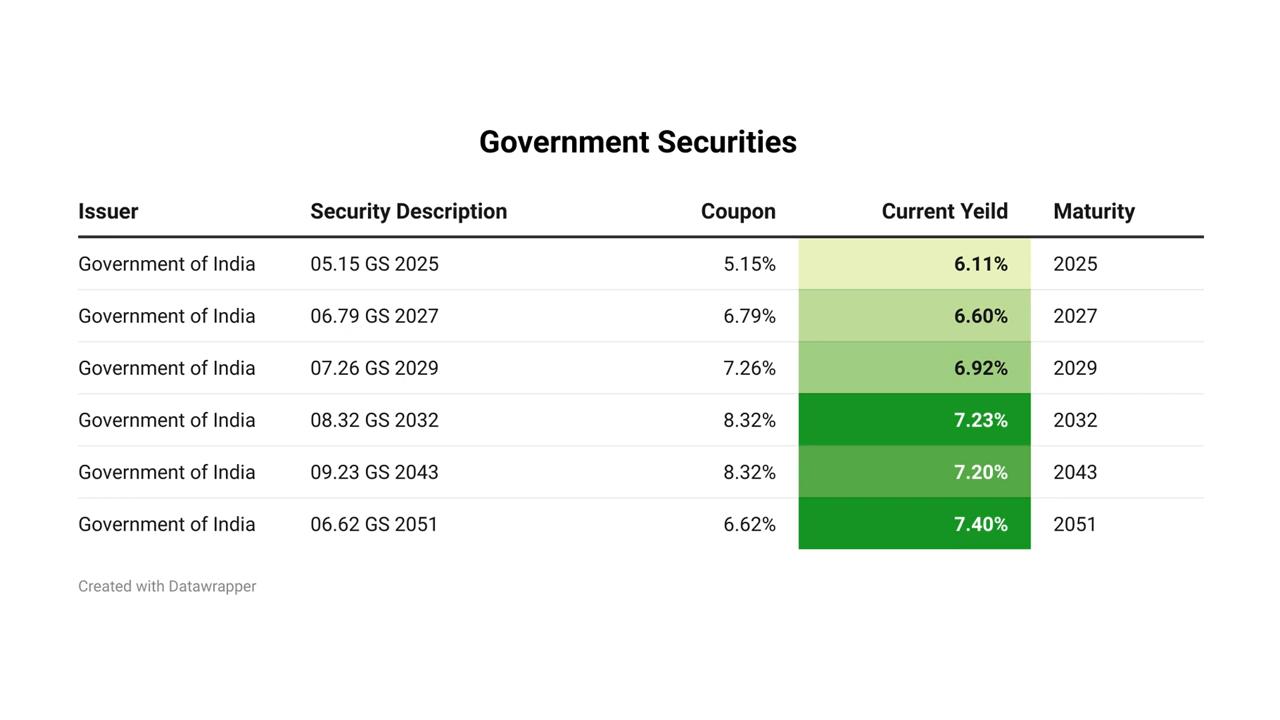 Government Securities
Issuer Security Description Coupon Current Yeild Maturity
Government of India 05.15 GS 2025 5.15% 6.11% 2025
Government of India 06.79 GS 2027 6.79% 6.60% 2027
Government of India 07.26 GS 2029 7.26% 6.92% 2029
Government of India 08.32 GS 2032 8.32% 7.23% 2032
Government of India 09.23 GS 2043 8.32% 7.20% 2043
Government of India 06.62 GS 2051 6.62% 7.40% 2051
Created with Datawrapper